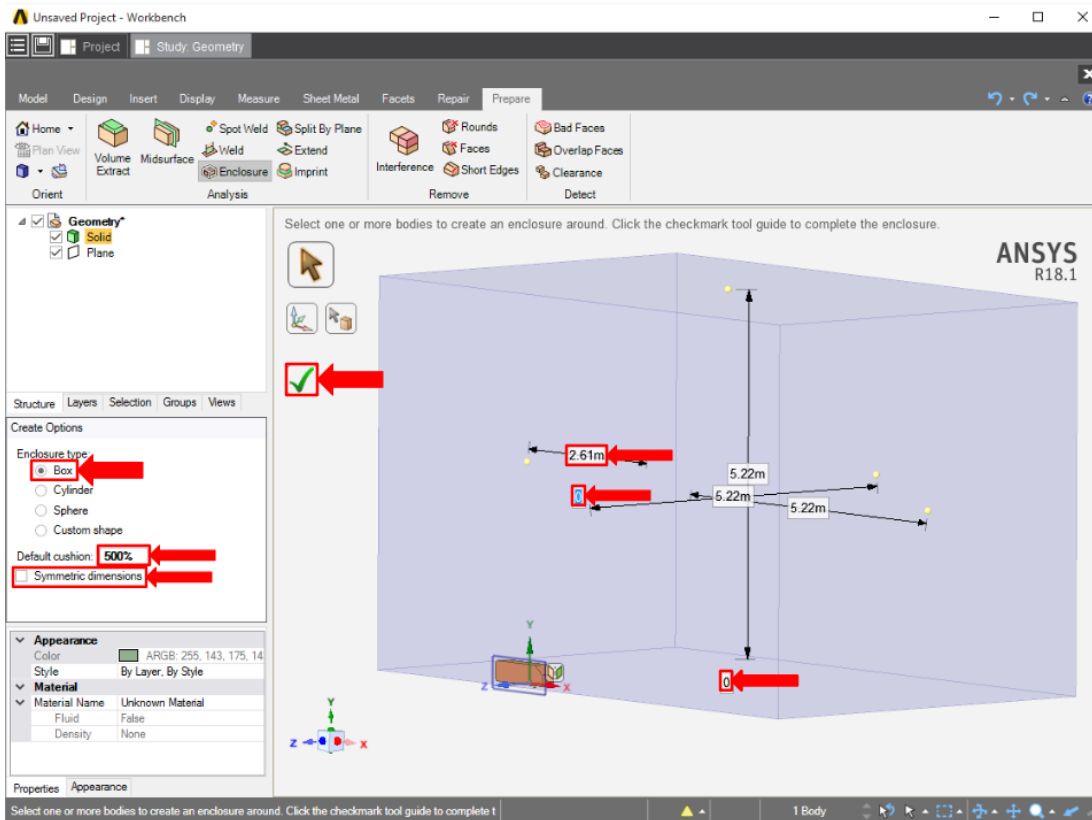 Unsaved Project - Workbench
Project
Study: Geometry
Model Design Insert Display Measure Sheet Metal Facets Repair Prepare
Home
Plan View
Orient
Volume Extract
Midsurface
Spot Weld
Weld
Enclosure
Split By Plane
Extend
Imprint
Analysis
Interference
Rounds
Faces
Short Edges
Remove
Bad Faces
Overlap Faces
Clearance
Detect
Geometry*
Solid
Plane
Structure Layers Selection Groups Views
Create Options
Enclosure type:
Box
Cylinder
Sphere
Custom shape
Default cushion: 500%
Symmetric dimensions
Appearance
Color ARGB: 255, 143, 175, 14
Style By Layer, By Style
Material
Material Name Unknown Material
Fluid False
Density None
Properties Appearance
Select one or more bodies to create an enclosure around. Click the checkmark tool guide to complete the enclosure.
ANSYS
R18.1
2.61m
0
5.22m
5.22m
5.22m
0
Y
Z
X
Y
Z
X
Select one or more bodies to create an enclosure around. Click the checkmark tool guide to complete t
1 Body